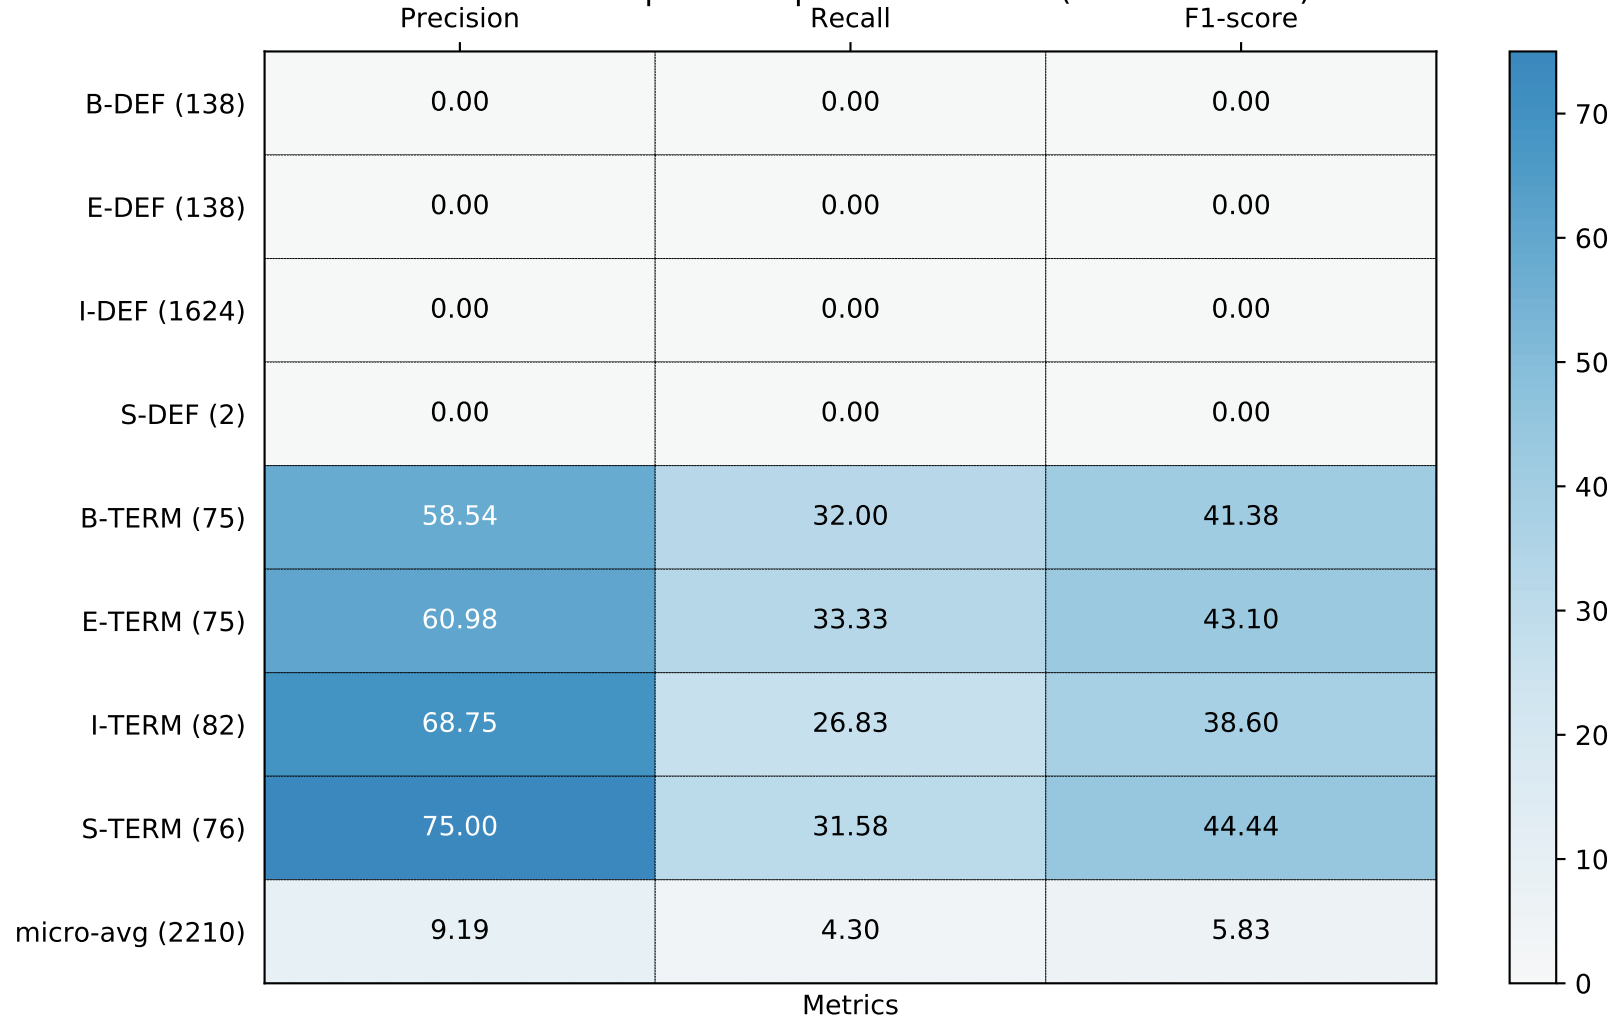 Precision Recall F1-score
B-DEF (138) 0.00 0.00 0.00
E-DEF (138) 0.00 0.00 0.00
I-DEF (1624) 0.00 0.00 0.00
S-DEF (2) 0.00 0.00 0.00
B-TERM (75) 58.54 32.00 41.38
E-TERM (75) 60.98 33.33 43.10
I-TERM (82) 68.75 26.83 38.60
S-TERM (76) 75.00 31.58 44.44
micro-avg (2210) 9.19 4.30 5.83
Metrics
70
60
50
40
30
20
10
0